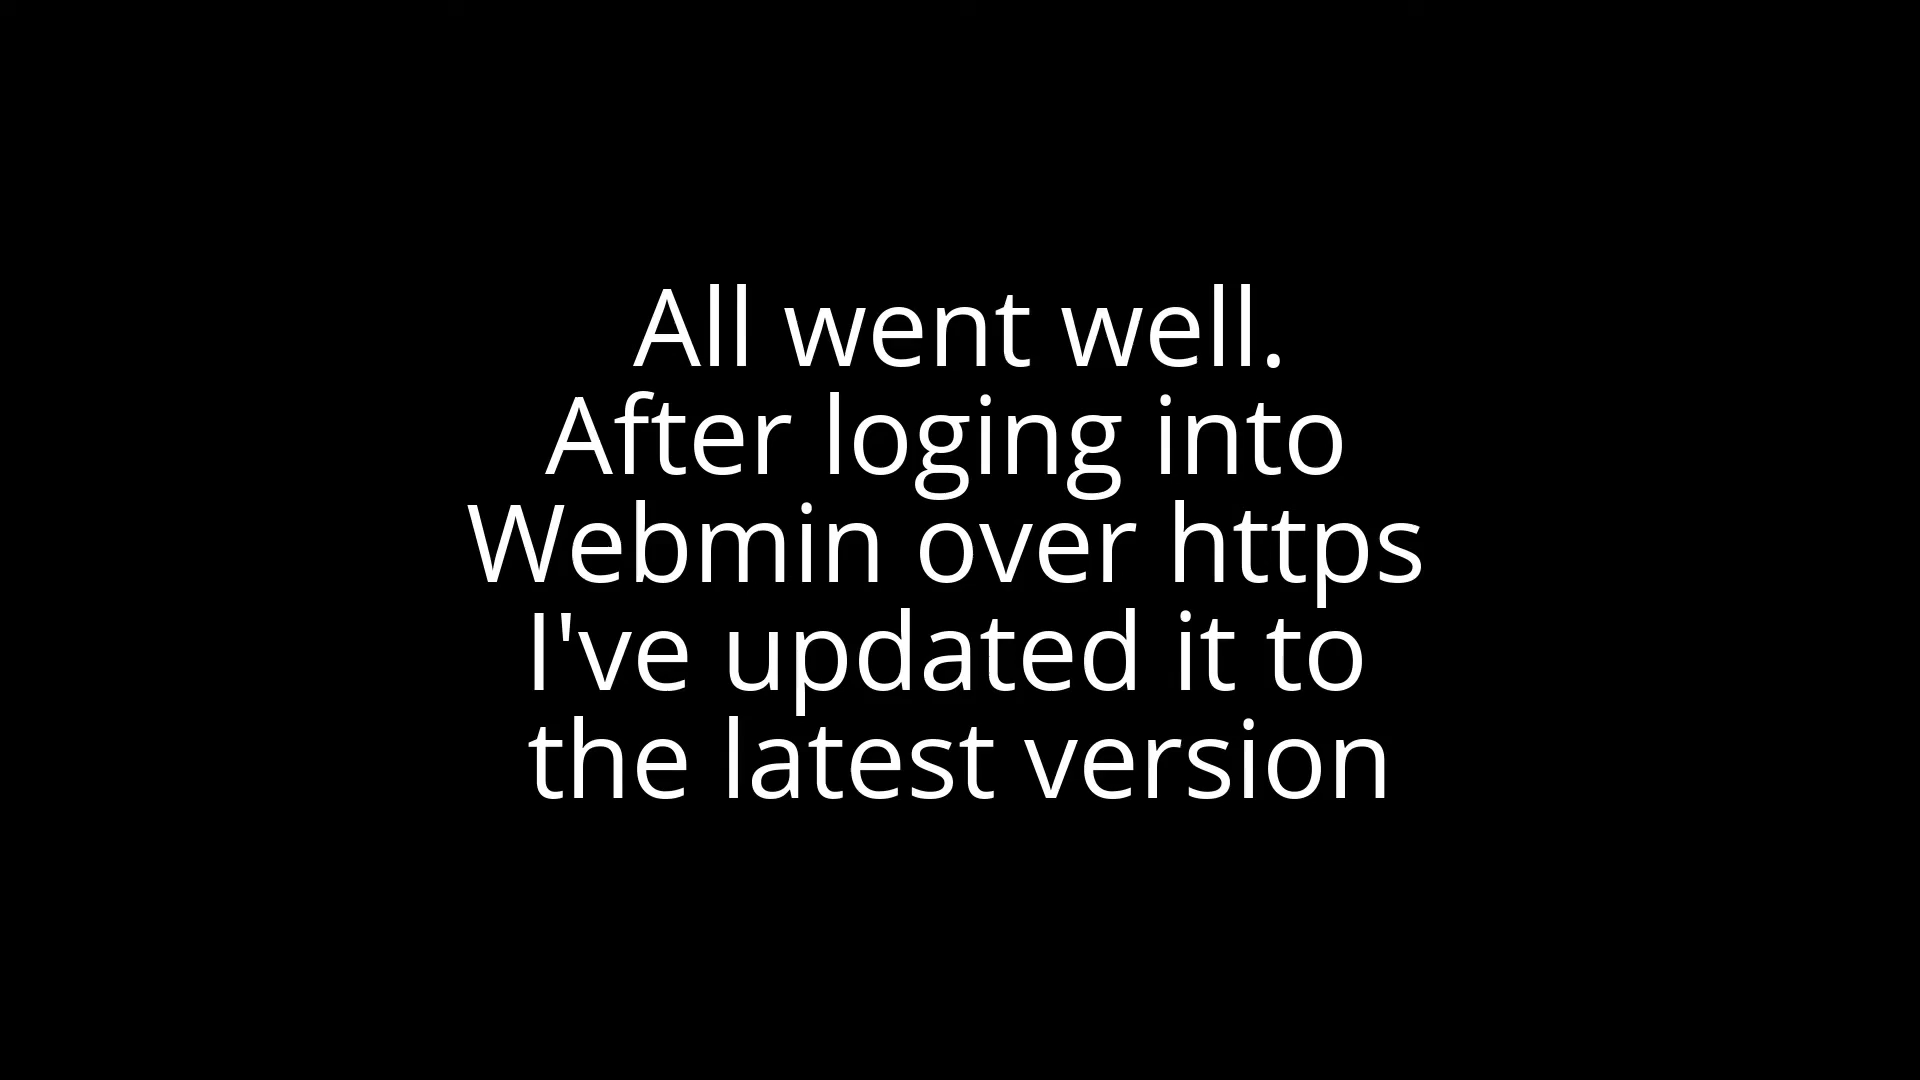 All went well.
After loging into
Webmin over https
I've updated it to
the latest version